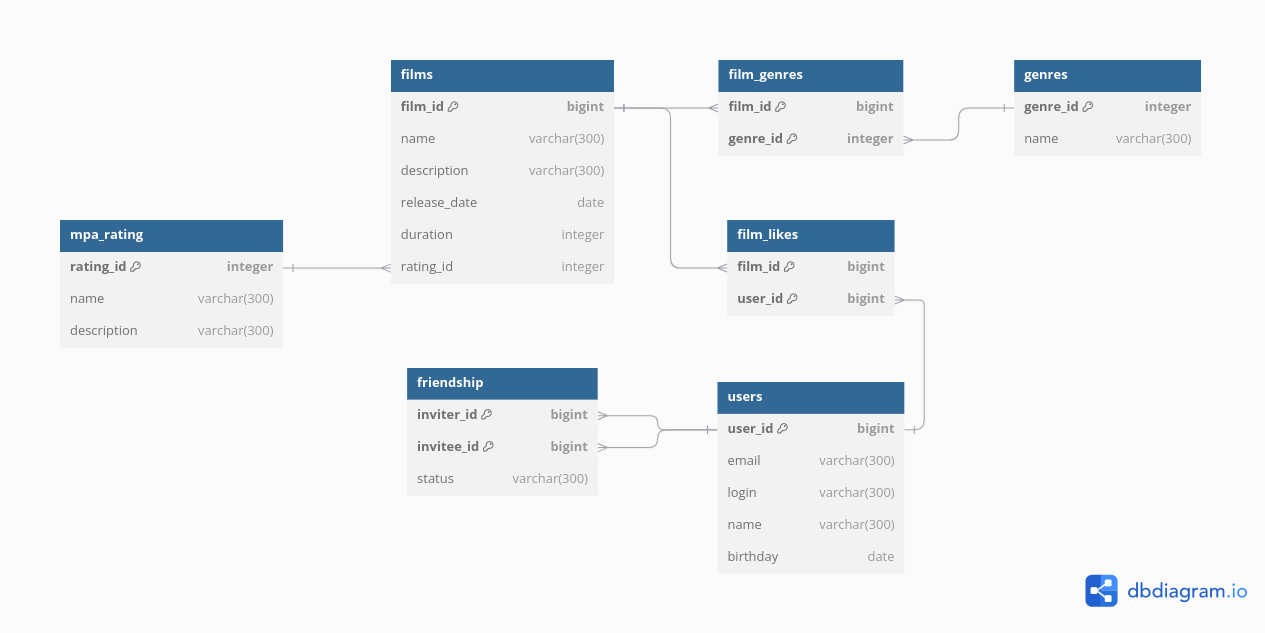 films
film_id bigint
name varchar(300)
description varchar(300)
release_date date
duration integer
rating_id integer
film_genres
film_id bigint
genre_id integer
genres
genre_id integer
name varchar(300)
mpa_rating
rating_id integer
name varchar(300)
description varchar(300)
film_likes
film_id bigint
user_id bigint
friendship
inviter_id bigint
invitee_id bigint
status varchar(300)
users
user_id bigint
email varchar(300)
login varchar(300)
name varchar(300)
birthday date
dbdiagram.io